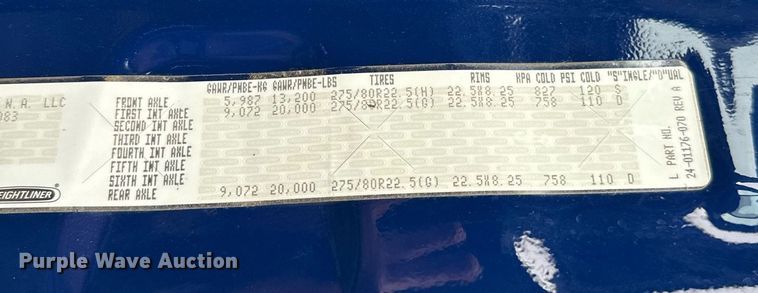 GAWR/PNBE-KG GAWR/PNBE-LBS TIRES RIMS KPA COLD PSI COLD "S"INGLE/"D"UAL
N. A. LLC FRONT AXLE 5,987 13,200 275/80R22.5(H) 22.5X8.25 827 120 S
083 FIRST INT AXLE 9,072 20,000 275/80R22.5(G) 22.5X8.25 758 110 D
SECOND INT AXLE
THIRD INT AXLE
FOURTH INT AXLE
FIFTH INT AXLE
SIXTH INT AXLE
EIGHTLINER REAR AXLE 9,072 20,000 275/80R22.5(G) 22.5X8.25 758 110 D
L PART NO.
24-01176-070 REV A
Purple Wave Auction